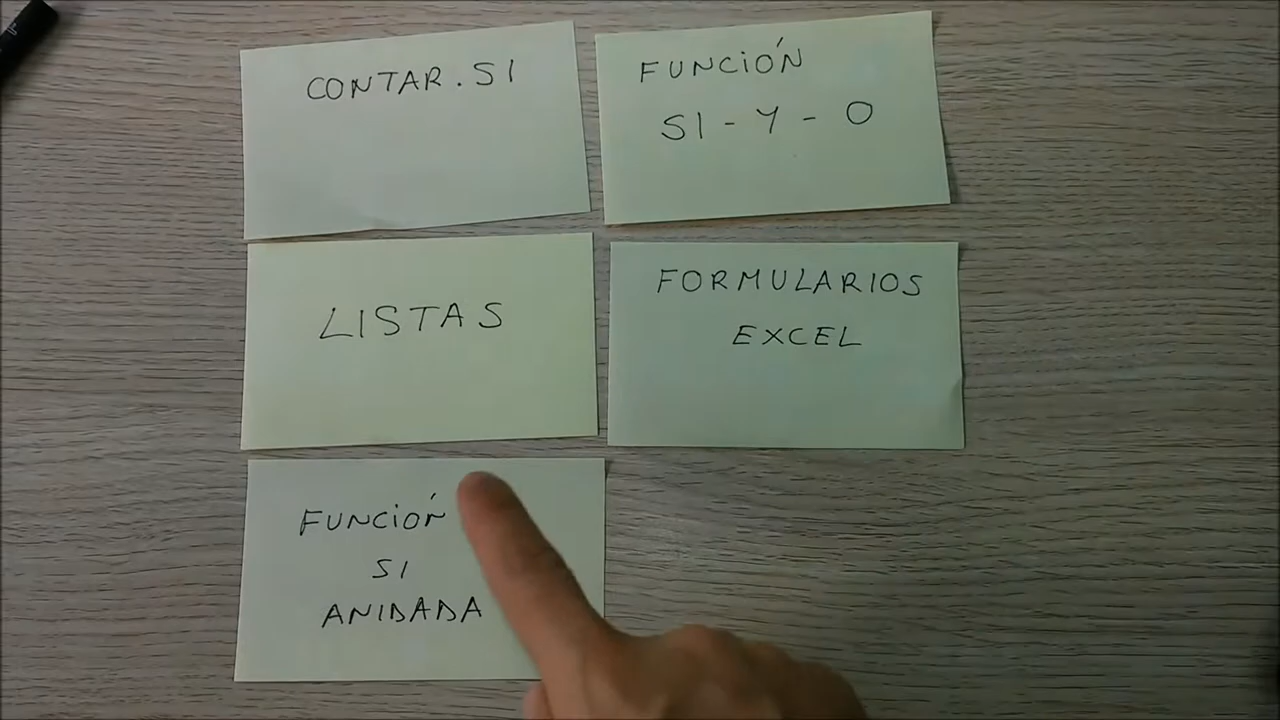 CONTAR.SI
FUNCIÓN
SI - Y - O
LISTAS
FORMULARIOS
EXCEL
FUNCIÓN
SI
ANIDADA